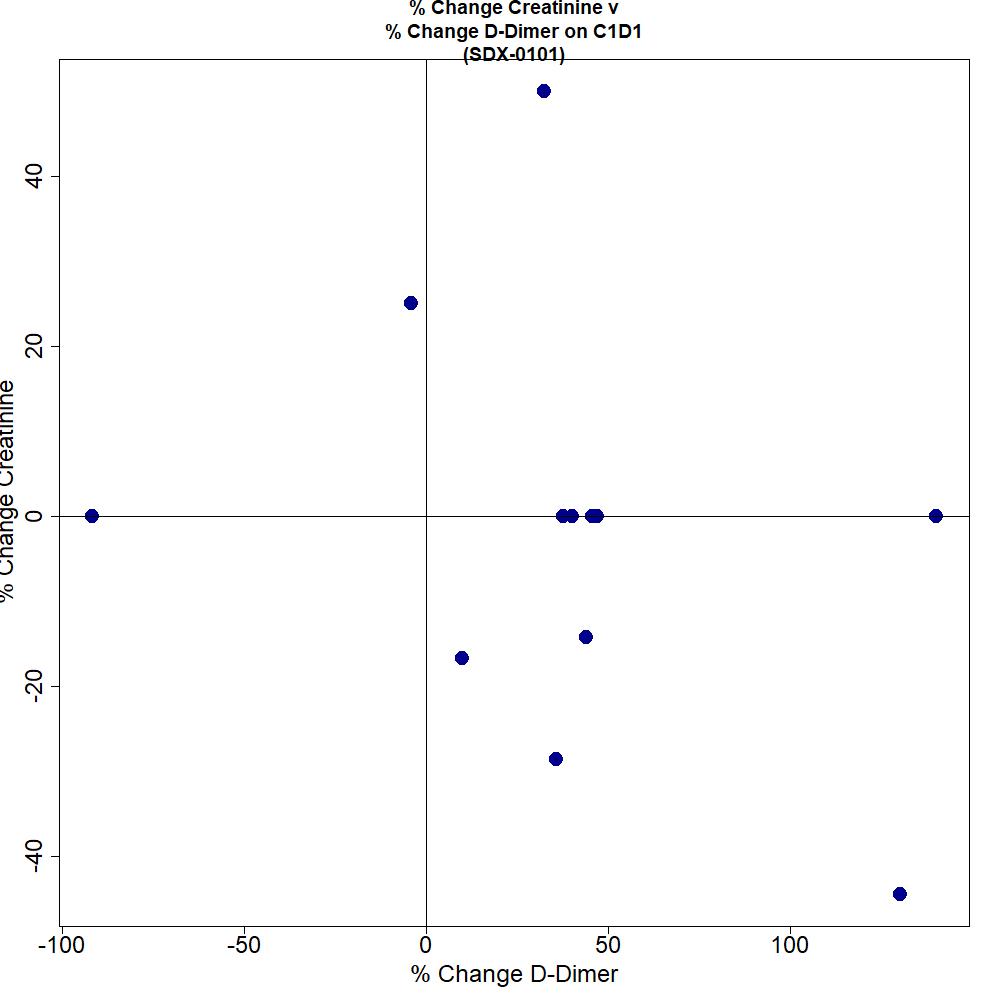 % Change Creatinine v
% Change D-Dimer on C1D1
(SDX-0101)
% Change Creatinine
40
20
0
-20
-40
-100
-50
0
50
100
% Change D-Dimer